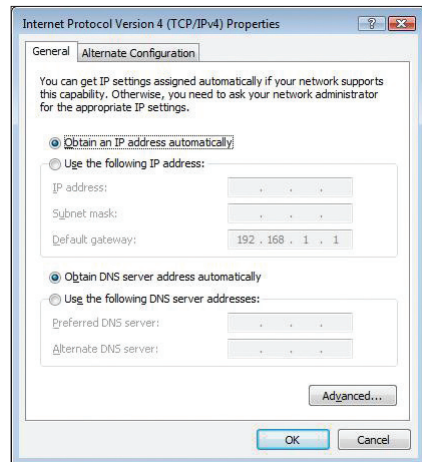 Internet Protocol Version 4 (TCP/IPv4) Properties
General
Alternate Configuration
You can get IP settings assigned automatically if your network supports
this capability. Otherwise, you need to ask your network administrator
for the appropriate IP settings.
Obtain an IP address automatically
Use the following IP address:
IP address:
Subnet mask:
Default gateway: 192 . 168 . 1 . 1
Obtain DNS server address automatically
Use the following DNS server addresses:
Preferred DNS server:
Alternate DNS server:
Advanced...
OK
Cancel